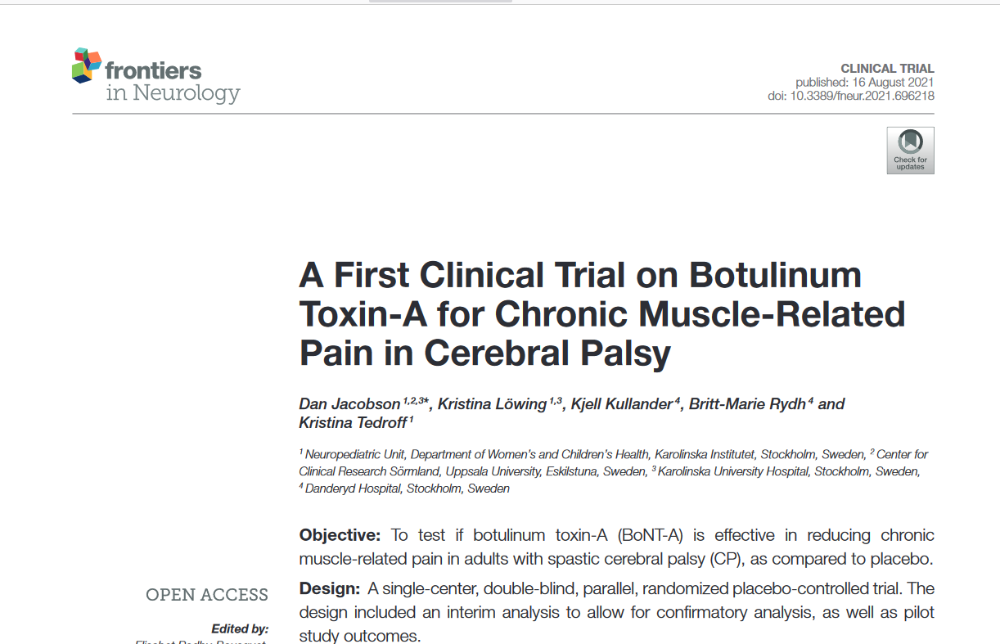 frontiers
in Neurology
CLINICAL TRIAL
published: 16 August 2021
doi: 10.3389/fneur.2021.696218
Check for
updates
A First Clinical Trial on Botulinum
Toxin-A for Chronic Muscle-Related
Pain in Cerebral Palsy
Dan Jacobson 1,2,3*, Kristina Löwing 1,3, Kjell Kullander 4, Britt-Marie Rydh 4 and
Kristina Tedroff 1
1 Neuropediatric Unit, Department of Women's and Children's Health, Karolinska Institutet, Stockholm, Sweden, 2 Center for
Clinical Research Sörmland, Uppsala University, Eskilstuna, Sweden, 3 Karolinska University Hospital, Stockholm, Sweden,
4 Danderyd Hospital, Stockholm, Sweden
Objective: To test if botulinum toxin-A (BoNT-A) is effective in reducing chronic
muscle-related pain in adults with spastic cerebral palsy (CP), as compared to placebo.
Design: A single-center, double-blind, parallel, randomized placebo-controlled trial. The
design included an interim analysis to allow for confirmatory analysis, as well as pilot
study outcomes.
OPEN ACCESS
Edited by: